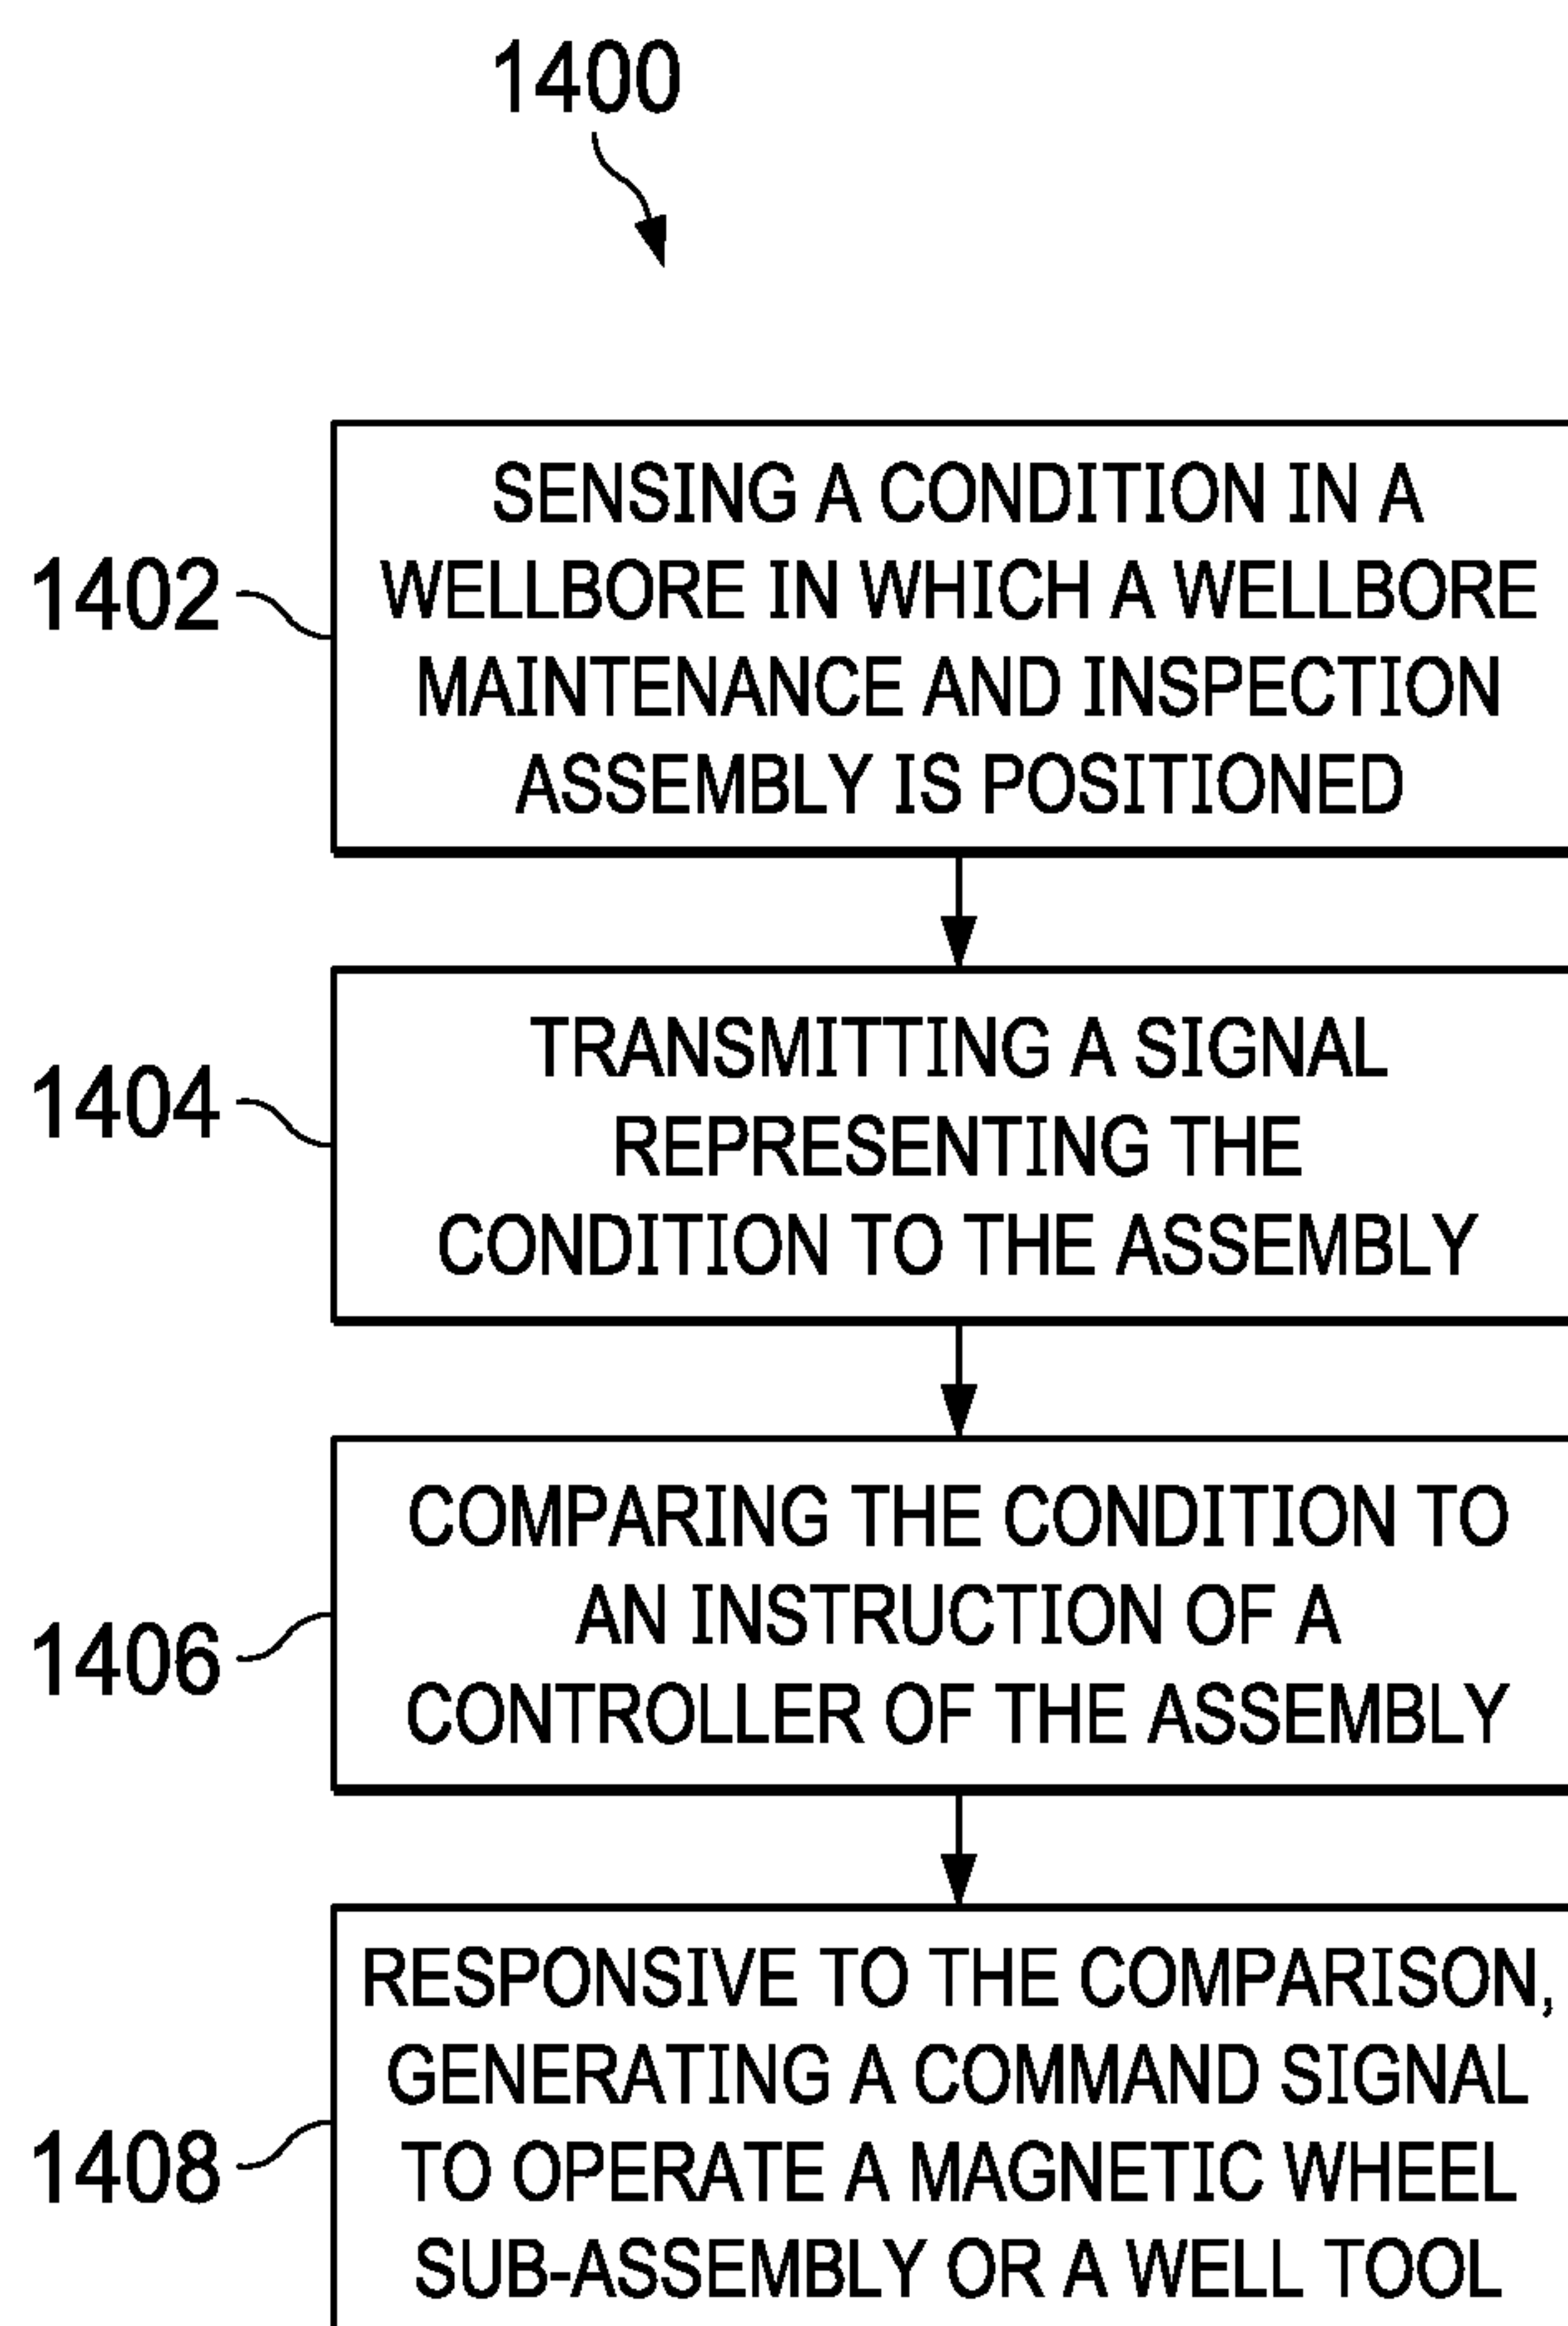 1400
1402
SENSING A CONDITION IN A
WELLBORE IN WHICH A WELLBORE
MAINTENANCE AND INSPECTION
ASSEMBLY IS POSITIONED
1404
TRANSMITTING A SIGNAL
REPRESENTING THE
CONDITION TO THE ASSEMBLY
1406
COMPARING THE CONDITION TO
AN INSTRUCTION OF A
CONTROLLER OF THE ASSEMBLY
1408
RESPONSIVE TO THE COMPARISON,
GENERATING A COMMAND SIGNAL
TO OPERATE A MAGNETIC WHEEL
SUB-ASSEMBLY OR A WELL TOOL